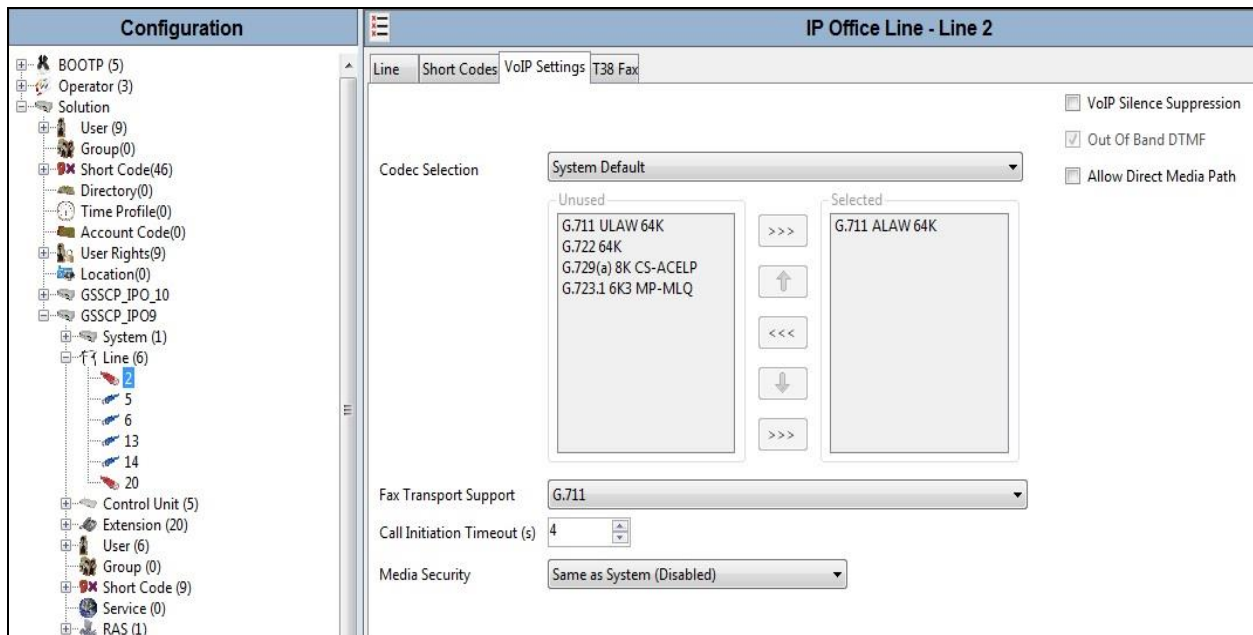 Configuration
BOOTP (5)
Operator (3)
Solution
User (9)
Group(0)
Short Code(46)
Directory(0)
Time Profile(0)
Account Code(0)
User Rights(9)
Location(0)
GSSCP_IPO_10
GSSCP_IPO9
System (1)
Line (6)
2
5
6
13
14
20
Control Unit (5)
Extension (20)
User (6)
Group (0)
Short Code (9)
Service (0)
RAS (1)
IP Office Line - Line 2
Line Short Codes VoIP Settings T38 Fax
VoIP Silence Suppression
Out Of Band DTMF
Allow Direct Media Path
Codec Selection System Default
Unused
G.711 ULAW 64K
G.722 64K
G.729(a) 8K CS-ACELP
G.723.1 6K3 MP-MLQ
>>>
<<<
>>>
Selected
G.711 ALAW 64K
Fax Transport Support G.711
Call Initiation Timeout (s) 4
Media Security Same as System (Disabled)